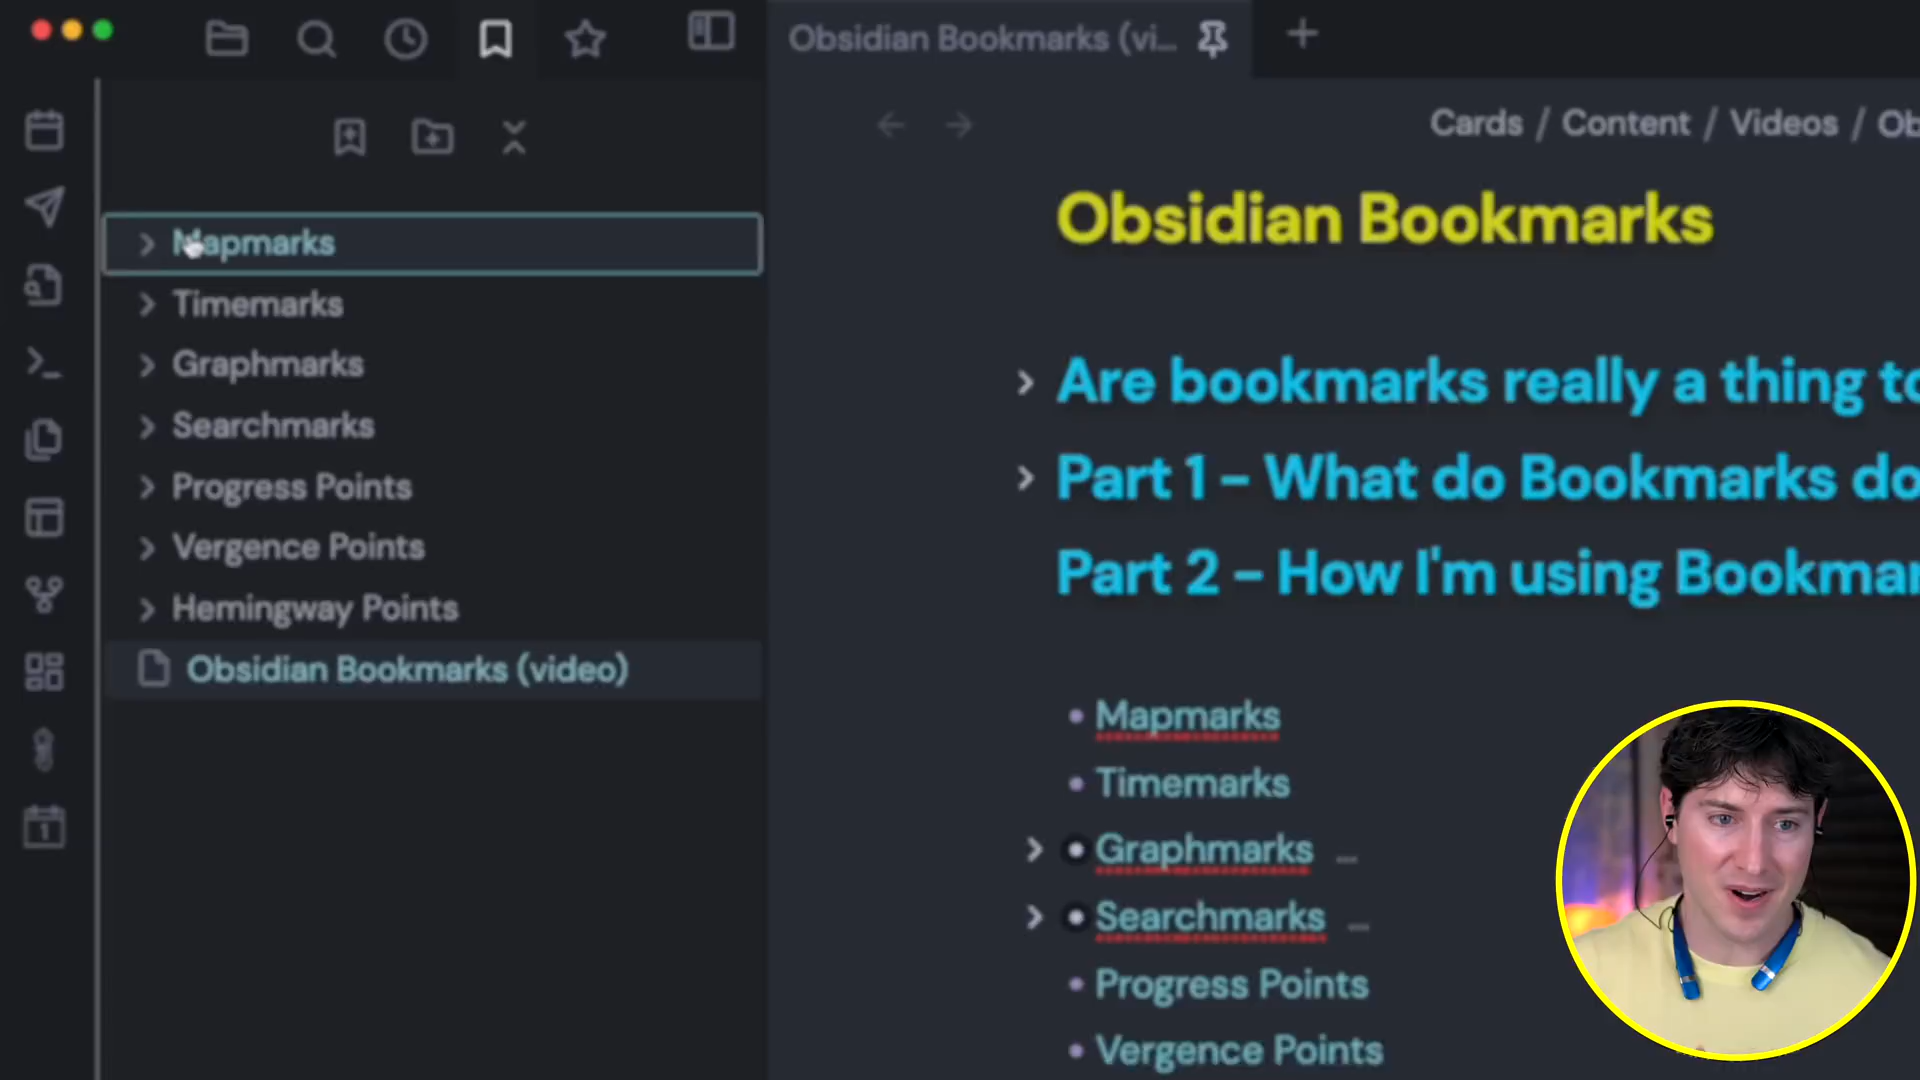 Obsidian Bookmarks (vi...
Cards / Content / Videos / Ob
Mapmarks
Timemarks
Graphmarks
Searchmarks
Progress Points
Vergence Points
Hemingway Points
Obsidian Bookmarks (video)
Obsidian Bookmarks
Are bookmarks really a thing to
Part 1 – What do Bookmarks do
Part 2 – How I'm using Bookmar
Mapmarks
Timemarks
Graphmarks ...
Searchmarks ...
Progress Points
Vergence Points
1